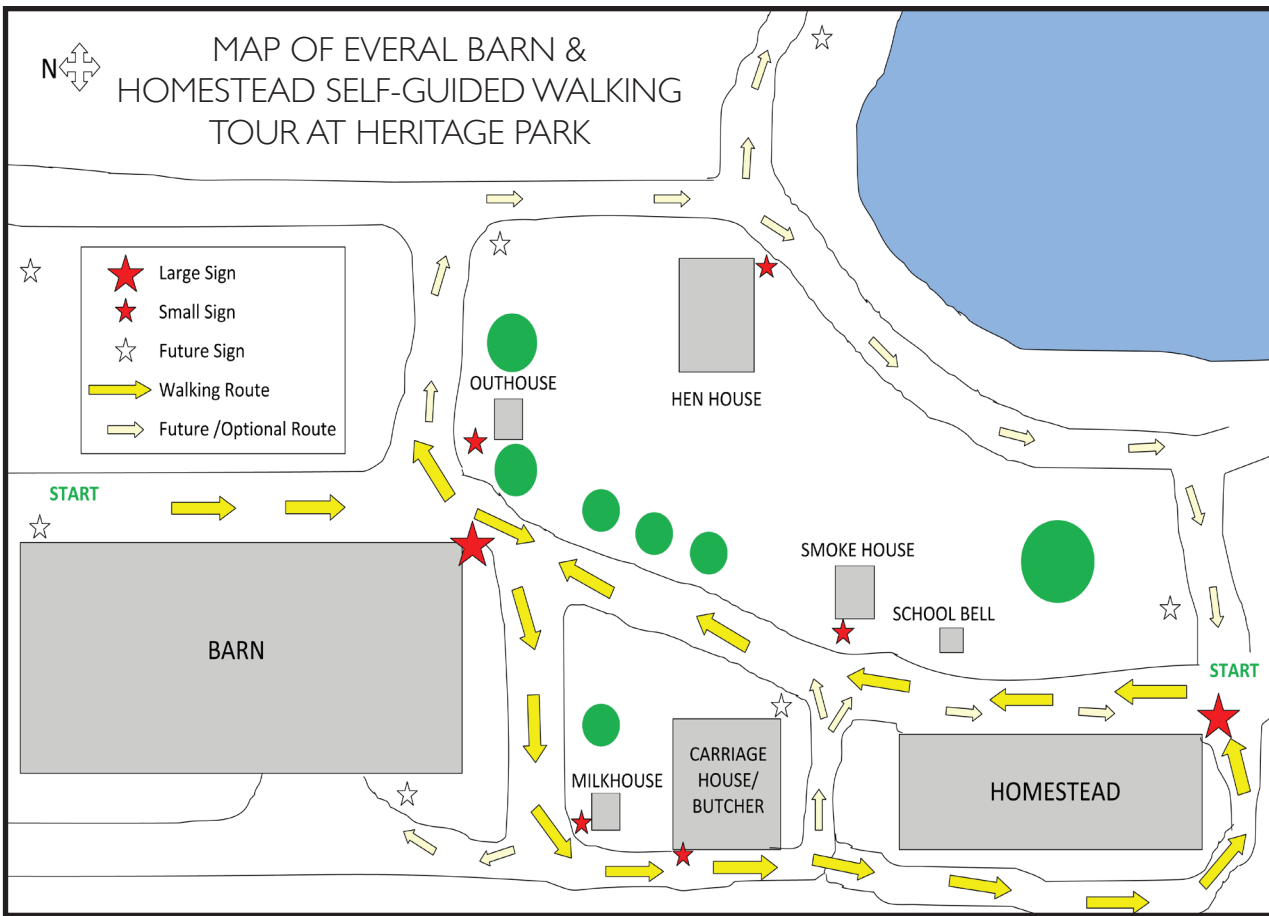 MAP OF EVERAL BARN &
HOMESTEAD SELF-GUIDED WALKING
TOUR AT HERITAGE PARK
N
Large Sign
Small Sign
Future Sign
Walking Route
Future /Optional Route
OUTHOUSE
HEN HOUSE
START
SMOKE HOUSE
SCHOOL BELL
BARN
START
MILKHOUSE
CARRIAGE
HOUSE/
BUTCHER
HOMESTEAD